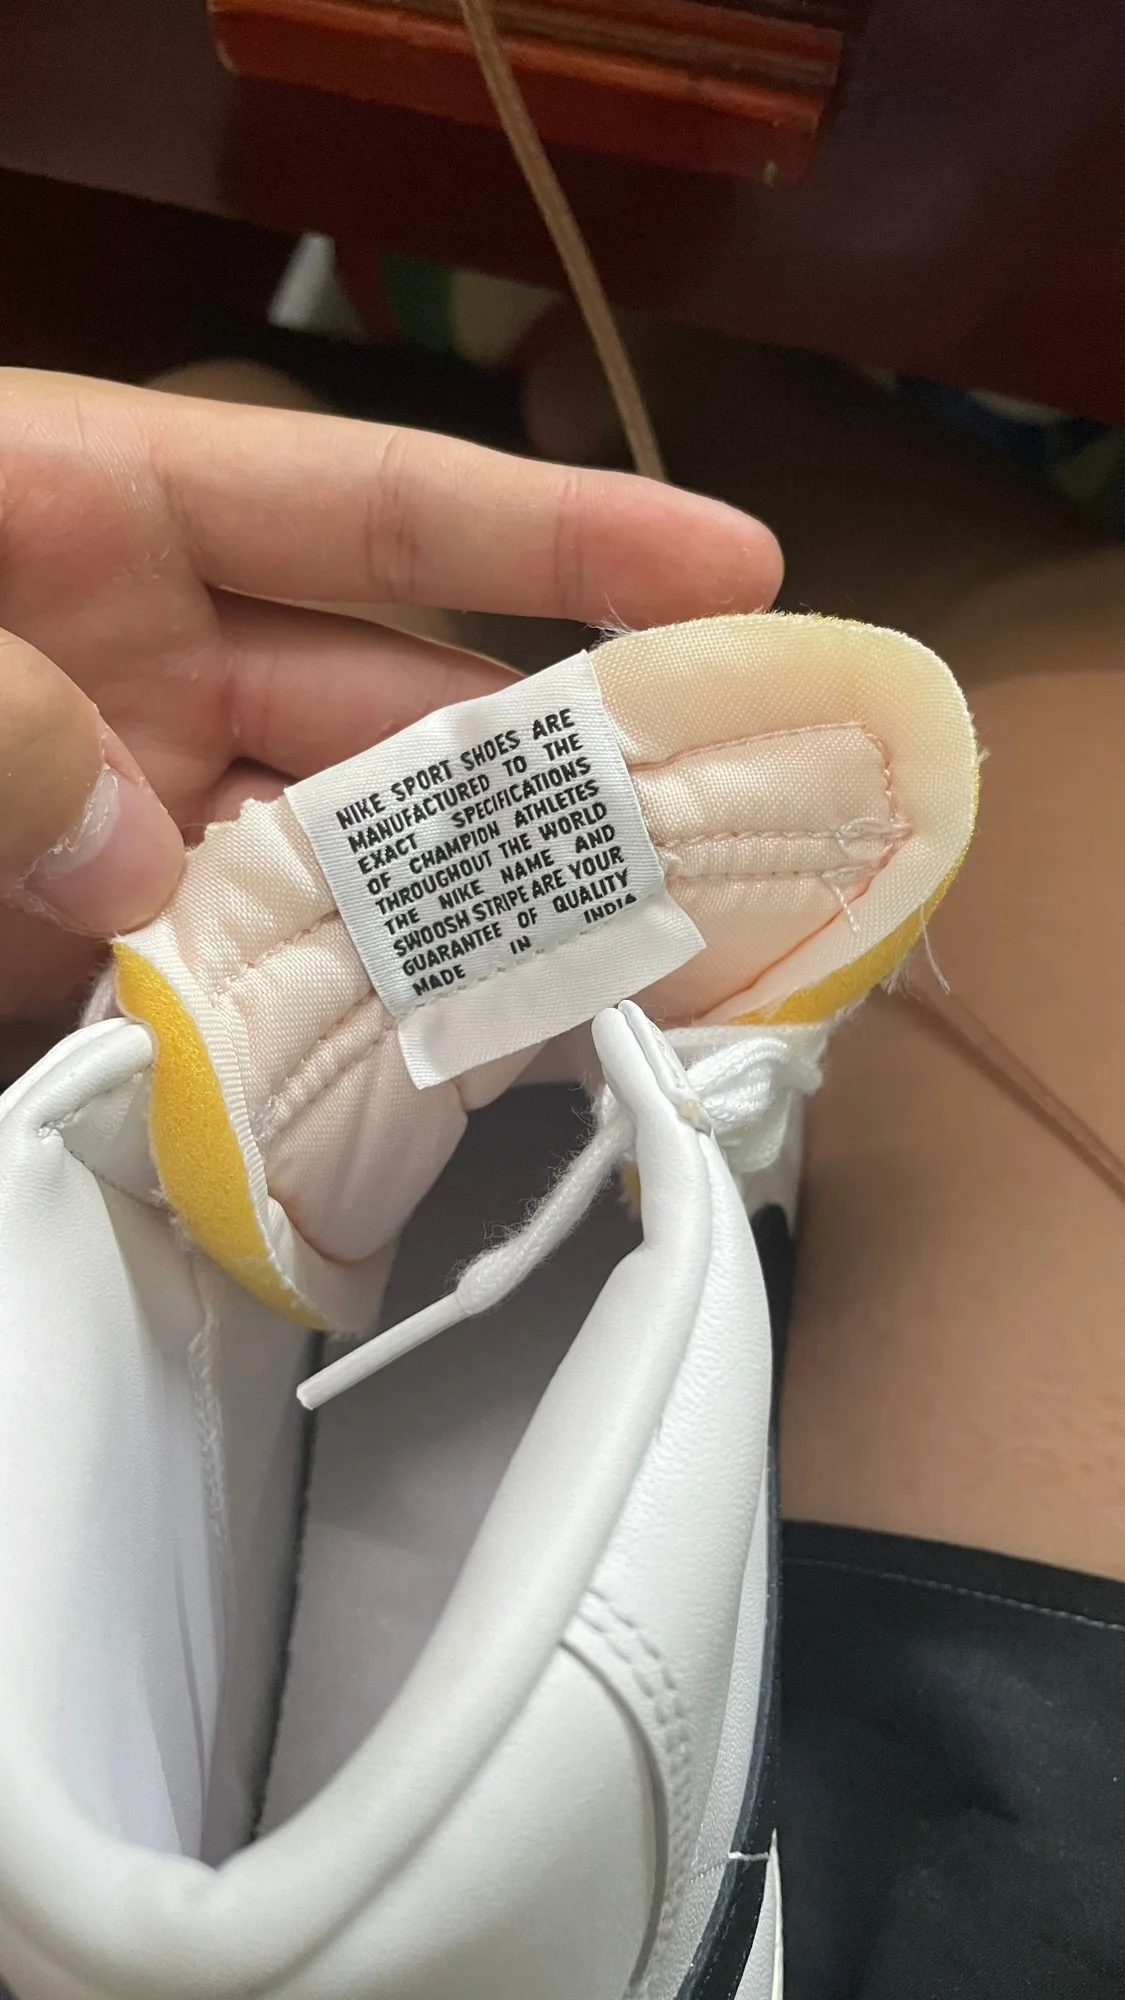 NIKE SPORT SHOES ARE
MANUFACTURED TO THE
EXACT SPECIFICATIONS
OF CHAMPION ATHLETES
THROUGHOUT THE WORLD
THE NIKE NAME AND
SWOOSH STRIPE ARE YOUR
GUARANTEE OF QUALITY
MADE IN INDIA